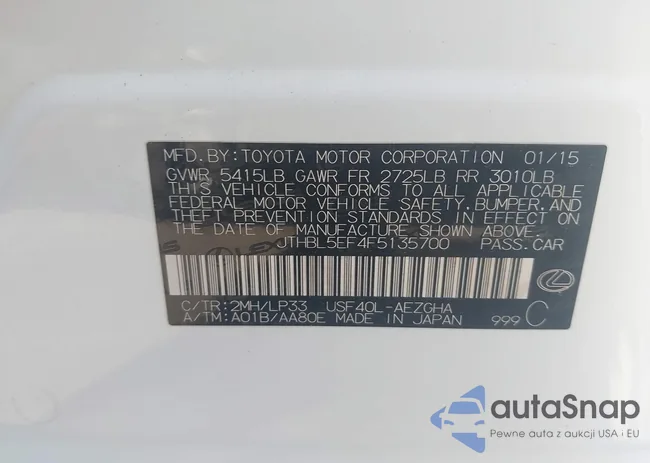 MFD. BY: TOYOTA MOTOR CORPORATION 01/15
GVWR 5415LB GAWR FR 2725LB RR 3010LB
THIS VEHICLE CONFORMS TO ALL APPLICABLE
FEDERAL MOTOR VEHICLE SAFETY, BUMPER, AND
THEFT PREVENTION STANDARDS IN EFFECT ON
THE DATE OF MANUFACTURE SHOWN ABOVE.
JTHBL5EF4F5135700 PASS. CAR
C/TR: 2MH/LP33 USF40L-AEZGHA
A/TM: A01B/AA80E MADE IN JAPAN 999 C
autaSnap
Pewne auta z aukcji USA i EU